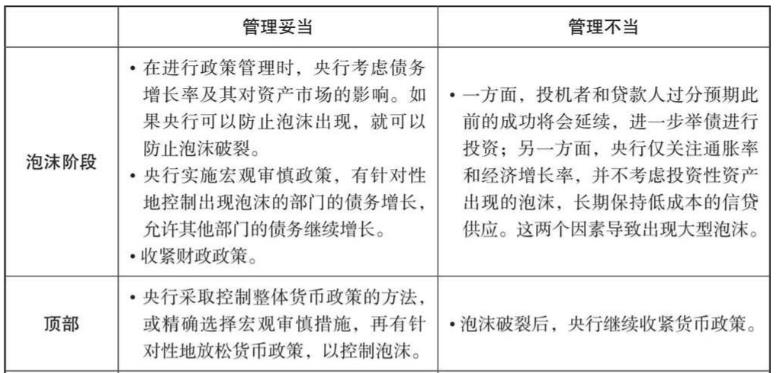 管理妥当
管理不当
泡沫阶段
•在进行政策管理时，央行考虑债务
增长率及其对资产市场的影响。如
果央行可以防止泡沫出现，就可以
防止泡沫破裂。
•央行实施宏观审慎政策，有针对性
地控制出现泡沫的部门的债务增长，
允许其他部门的债务继续增长。
•收紧财政政策。
•一方面，投机者和贷款人过分预期此
前的成功将会延续，进一步举债进行
投资；另一方面，央行仅关注通胀率
和经济增长率，并不考虑投资性资产
出现的泡沫，长期保持低成本的信贷
供应。这两个因素导致出现大型泡沫。
顶部
•央行采取控制整体货币政策的方法，
或精确选择宏观审慎措施，再有针
对性地放松货币政策，以控制泡沫。
•泡沫破裂后，央行继续收紧货币政策。